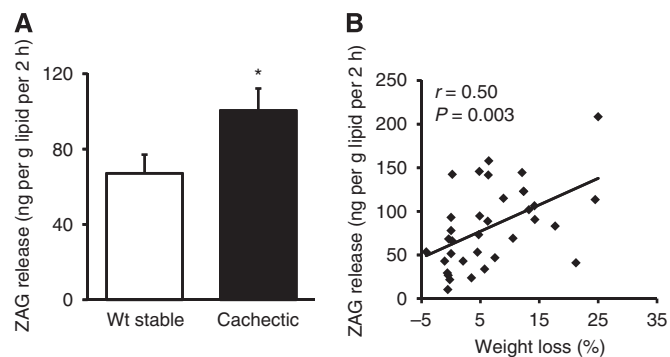 A
ZAG release (ng per g lipid per 2 h)
120
80
40
0
*
Wt stable
Cachectic
B
ZAG release (ng per g lipid per 2 h)
250
200
150
100
50
0
r = 0.50
P = 0.003
–5
5
15
25
35
Weight loss (%)